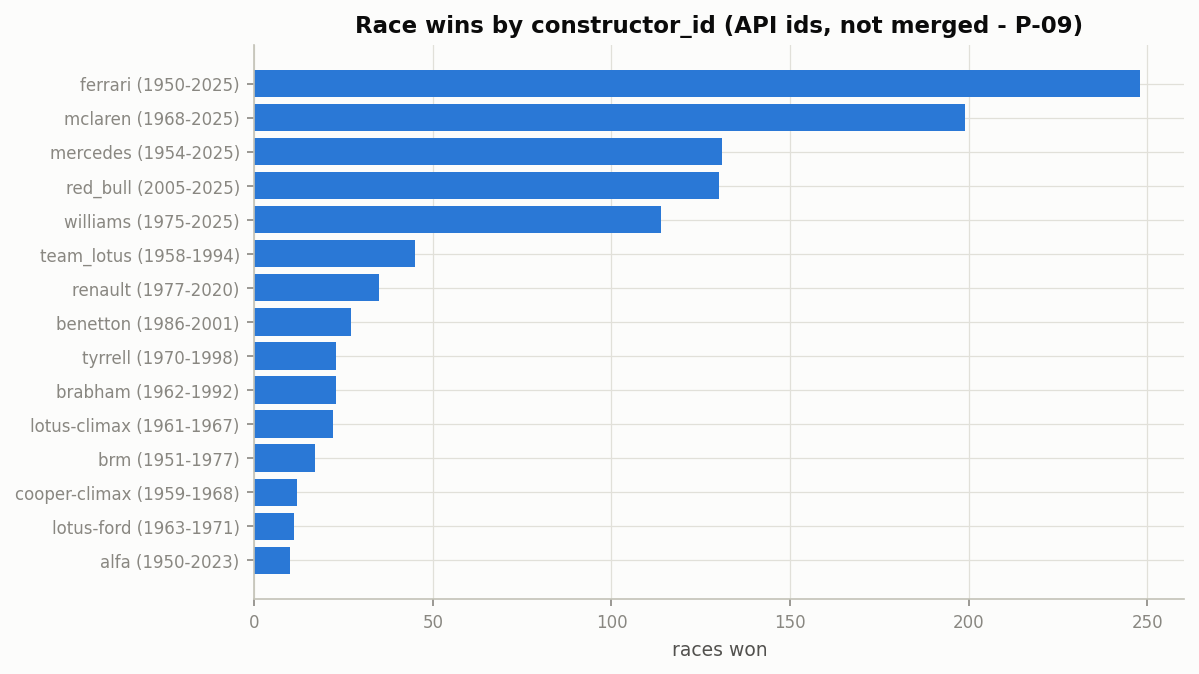 Race wins by constructor_id (API ids, not merged - P-09)
ferrari (1950-2025)
mclaren (1968-2025)
mercedes (1954-2025)
red_bull (2005-2025)
williams (1975-2025)
team_lotus (1958-1994)
renault (1977-2020)
benetton (1986-2001)
tyrrell (1970-1998)
brabham (1962-1992)
lotus-climax (1961-1967)
brm (1951-1977)
cooper-climax (1959-1968)
lotus-ford (1963-1971)
alfa (1950-2023)
0 50 100 150 200 250
races won